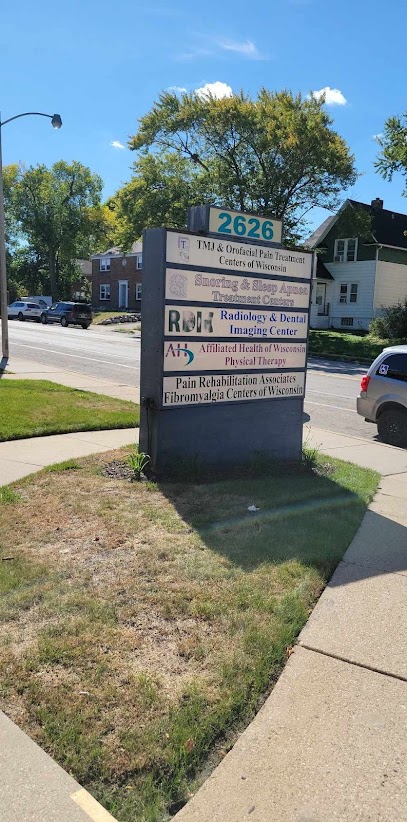 2626
TMJ & Orofacial Pain Treatment
Centers of Wisconsin
Snoring & Sleep Apnea
Treatment Centers
RDIH Radiology & Dental
Imaging Center
AH Affiliated Health of Wisconsin
Physical Therapy
Pain Rehabilitation Associates
Fibromyalgia Centers of Wisconsin